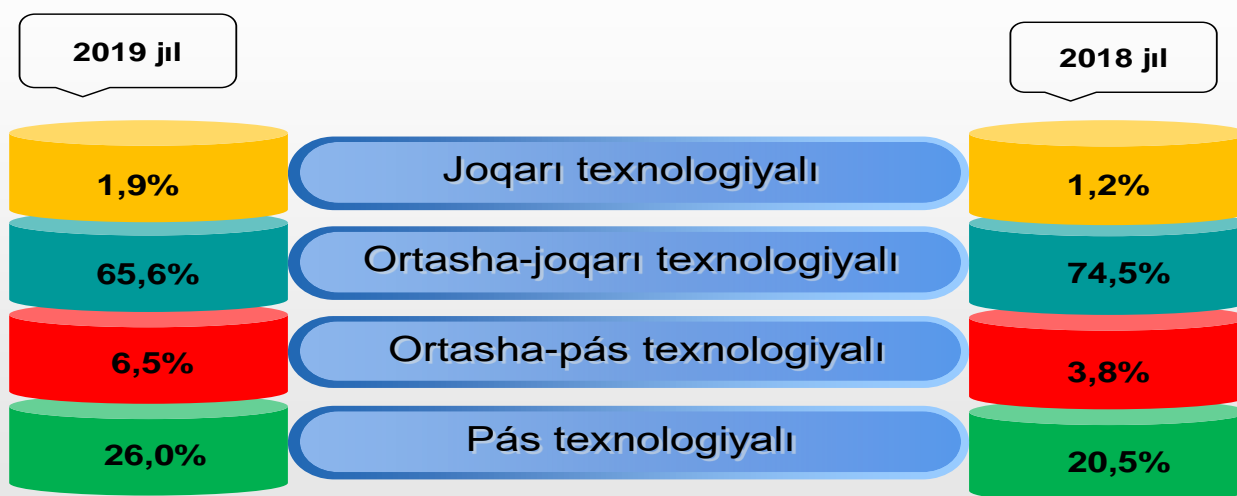 2019 jıl
2018 jıl
1,9%
Joqarı texnologiyalı
1,2%
65,6%
Ortasha-joqarı texnologiyalı
74,5%
6,5%
Ortasha-pás texnologiyalı
3,8%
26,0%
Pás texnologiyalı
20,5%